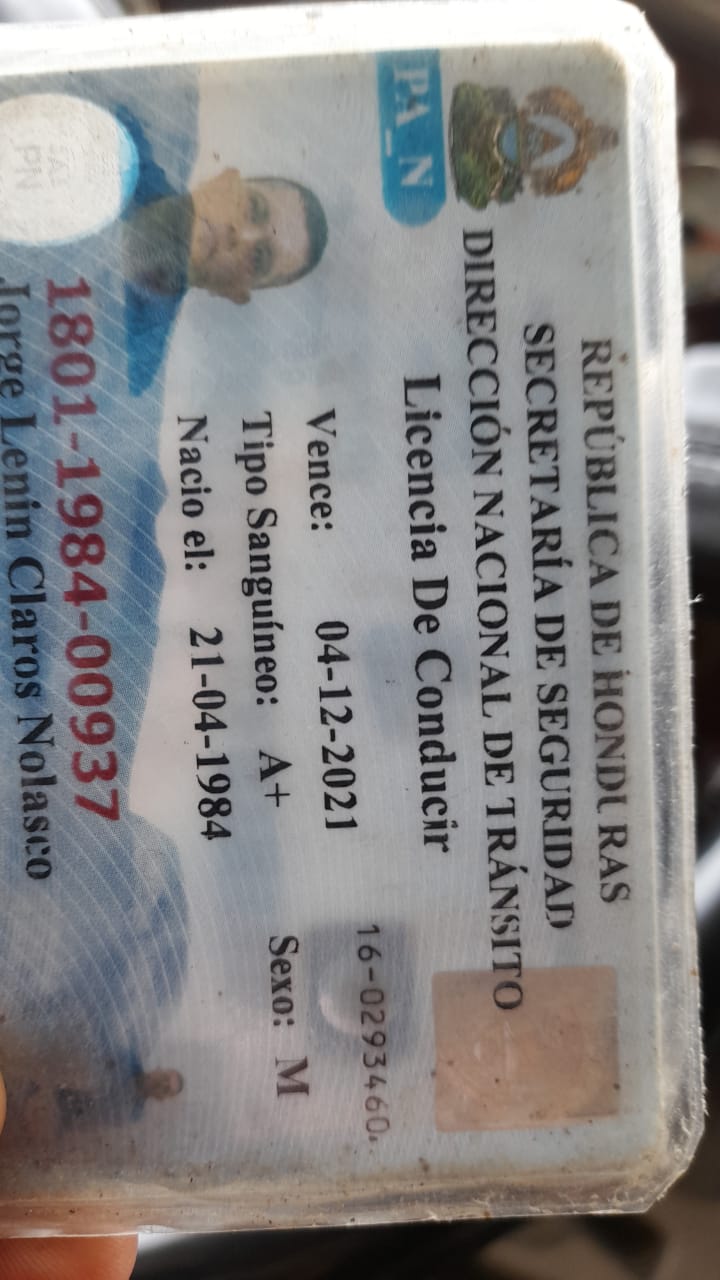 REPÚBLICA DE HONDURAS
SECRETARÍA DE SEGURIDAD
DIRECCIÓN NACIONAL DE TRÁNSITO
Licencia De Conducir
16-0293460
Vence: 04-12-2021
Tipo Sanguíneo: A+ Sexo: M
Nacio el: 21-04-1984
1801-1984-00937
Jorge Lenin Claros Nolasco